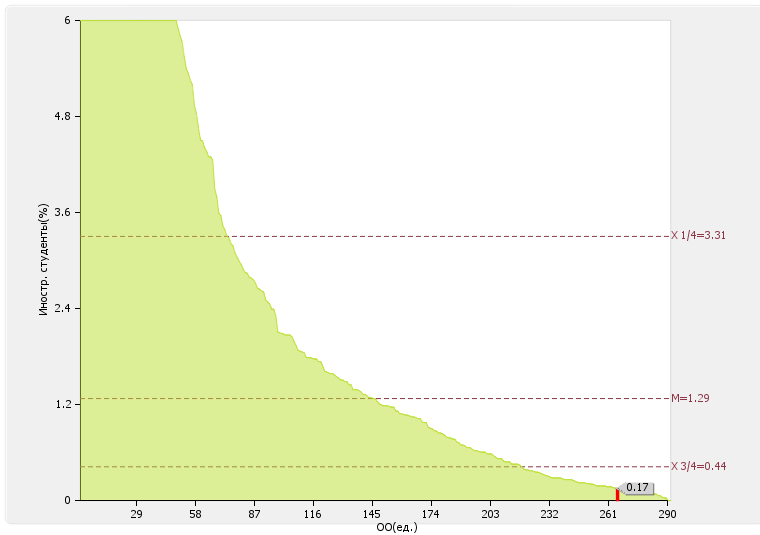 6
4.8
3.6
2.4
1.2
0
Иностр. студенты(%)
X 1/4=3.31
M=1.29
X 3/4=0.44
0.17
29 58 87 116 145 174 203 232 261 290
ОО(ед.)